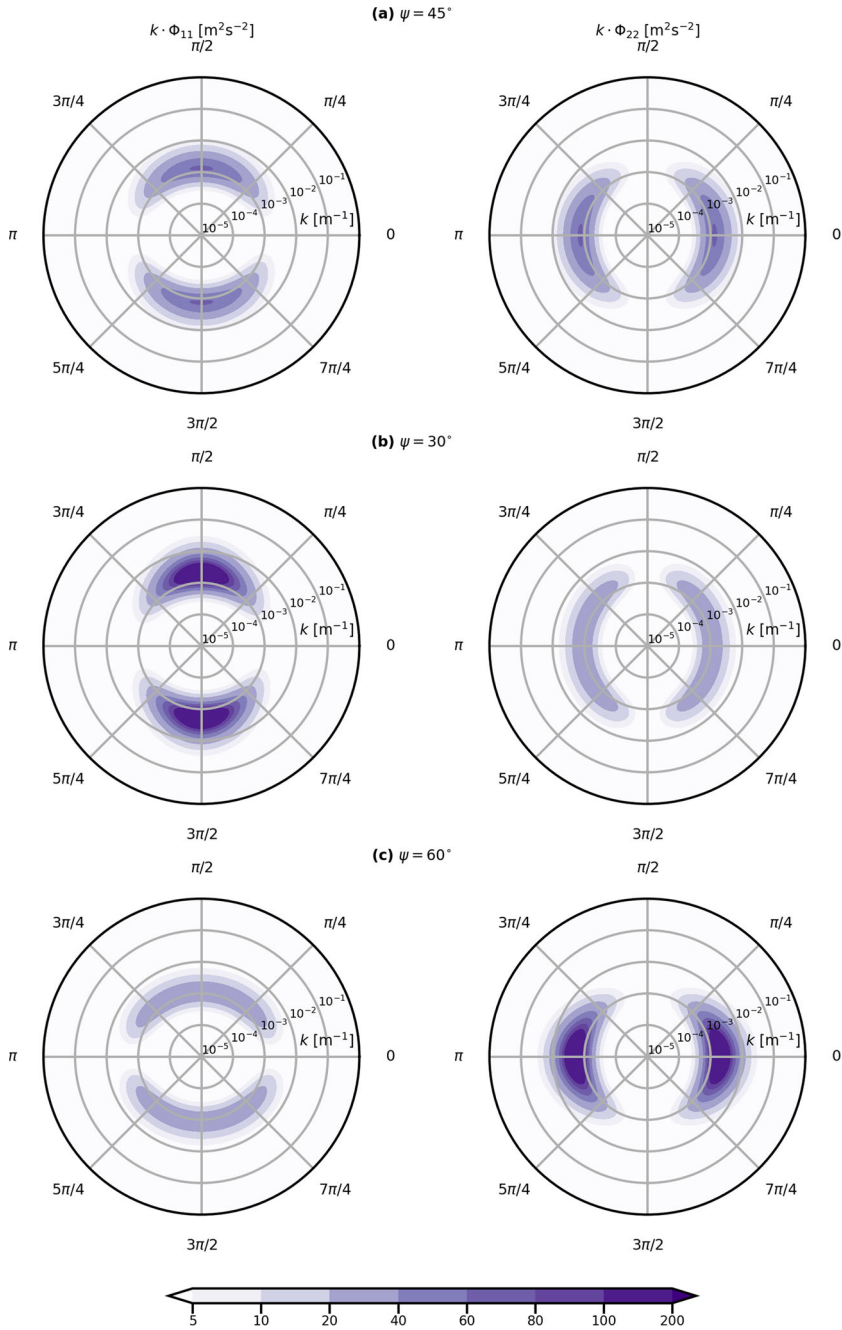 (a) ψ = 45°
k · Φ₁₁ [m²s⁻²]
k · Φ₂₂ [m²s⁻²]
π/2
π/2
3π/4
π/4
3π/4
π/4
10⁻⁵ 10⁻⁴ 10⁻³ 10⁻² 10⁻¹
k [m⁻¹]
10⁻⁵ 10⁻⁴ 10⁻³ 10⁻² 10⁻¹
k [m⁻¹]
π
0
π
0
5π/4
7π/4
5π/4
7π/4
3π/2
3π/2
(b) ψ = 30°
π/2
π/2
3π/4
π/4
3π/4
π/4
10⁻⁵ 10⁻⁴ 10⁻³ 10⁻² 10⁻¹
k [m⁻¹]
10⁻⁵ 10⁻⁴ 10⁻³ 10⁻² 10⁻¹
k [m⁻¹]
π
0
π
0
5π/4
7π/4
5π/4
7π/4
3π/2
3π/2
(c) ψ = 60°
π/2
π/2
3π/4
π/4
3π/4
π/4
10⁻⁵ 10⁻⁴ 10⁻³ 10⁻² 10⁻¹
k [m⁻¹]
10⁻⁵ 10⁻⁴ 10⁻³ 10⁻² 10⁻¹
k [m⁻¹]
π
0
π
0
5π/4
7π/4
5π/4
7π/4
3π/2
3π/2
5 10 20 40 60 80 100 200